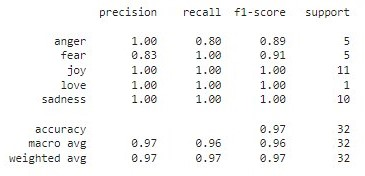 precision recall f1-score support
anger 1.00 0.80 0.89 5
fear 0.83 1.00 0.91 5
joy 1.00 1.00 1.00 11
love 1.00 1.00 1.00 1
sadness 1.00 1.00 1.00 10
accuracy 0.97 32
macro avg 0.97 0.96 0.96 32
weighted avg 0.97 0.97 0.97 32